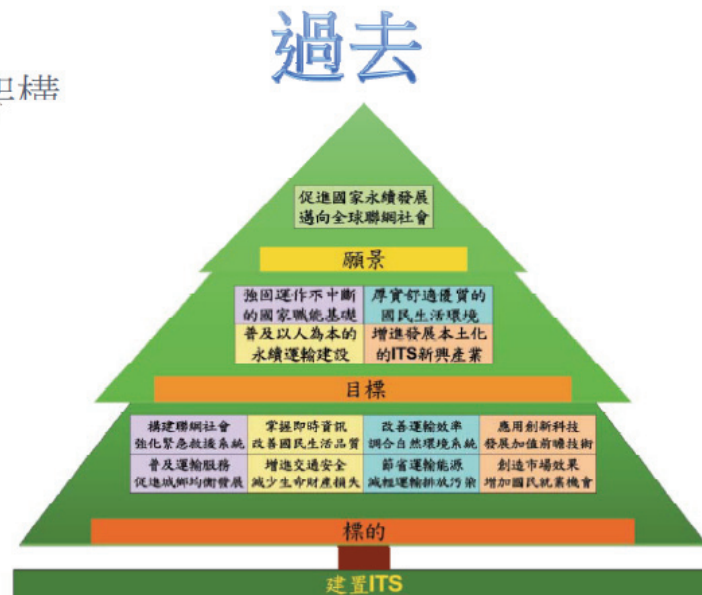 過去
架構
促進國家永續發展
邁向全球聯網社會
願景
強固運作不中斷
的國家職能基礎
厚實舒適優質的
國民生活環境
普及以人為本的
永續運輸建設
增進發展本土化
的ITS新興產業
目標
構建聯網社會
強化緊急救援系統
掌握即時資訊
改善國民生活品質
改善運輸效率
調合自然環境系統
應用創新科技
發展加值前瞻技術
普及運輸服務
促進城鄉均衡發展
增進交通安全
減少生命財產損失
節省運輸能源
減輕運輸排放污染
創造市場效果
增加國民就業機會
標的
建置ITS